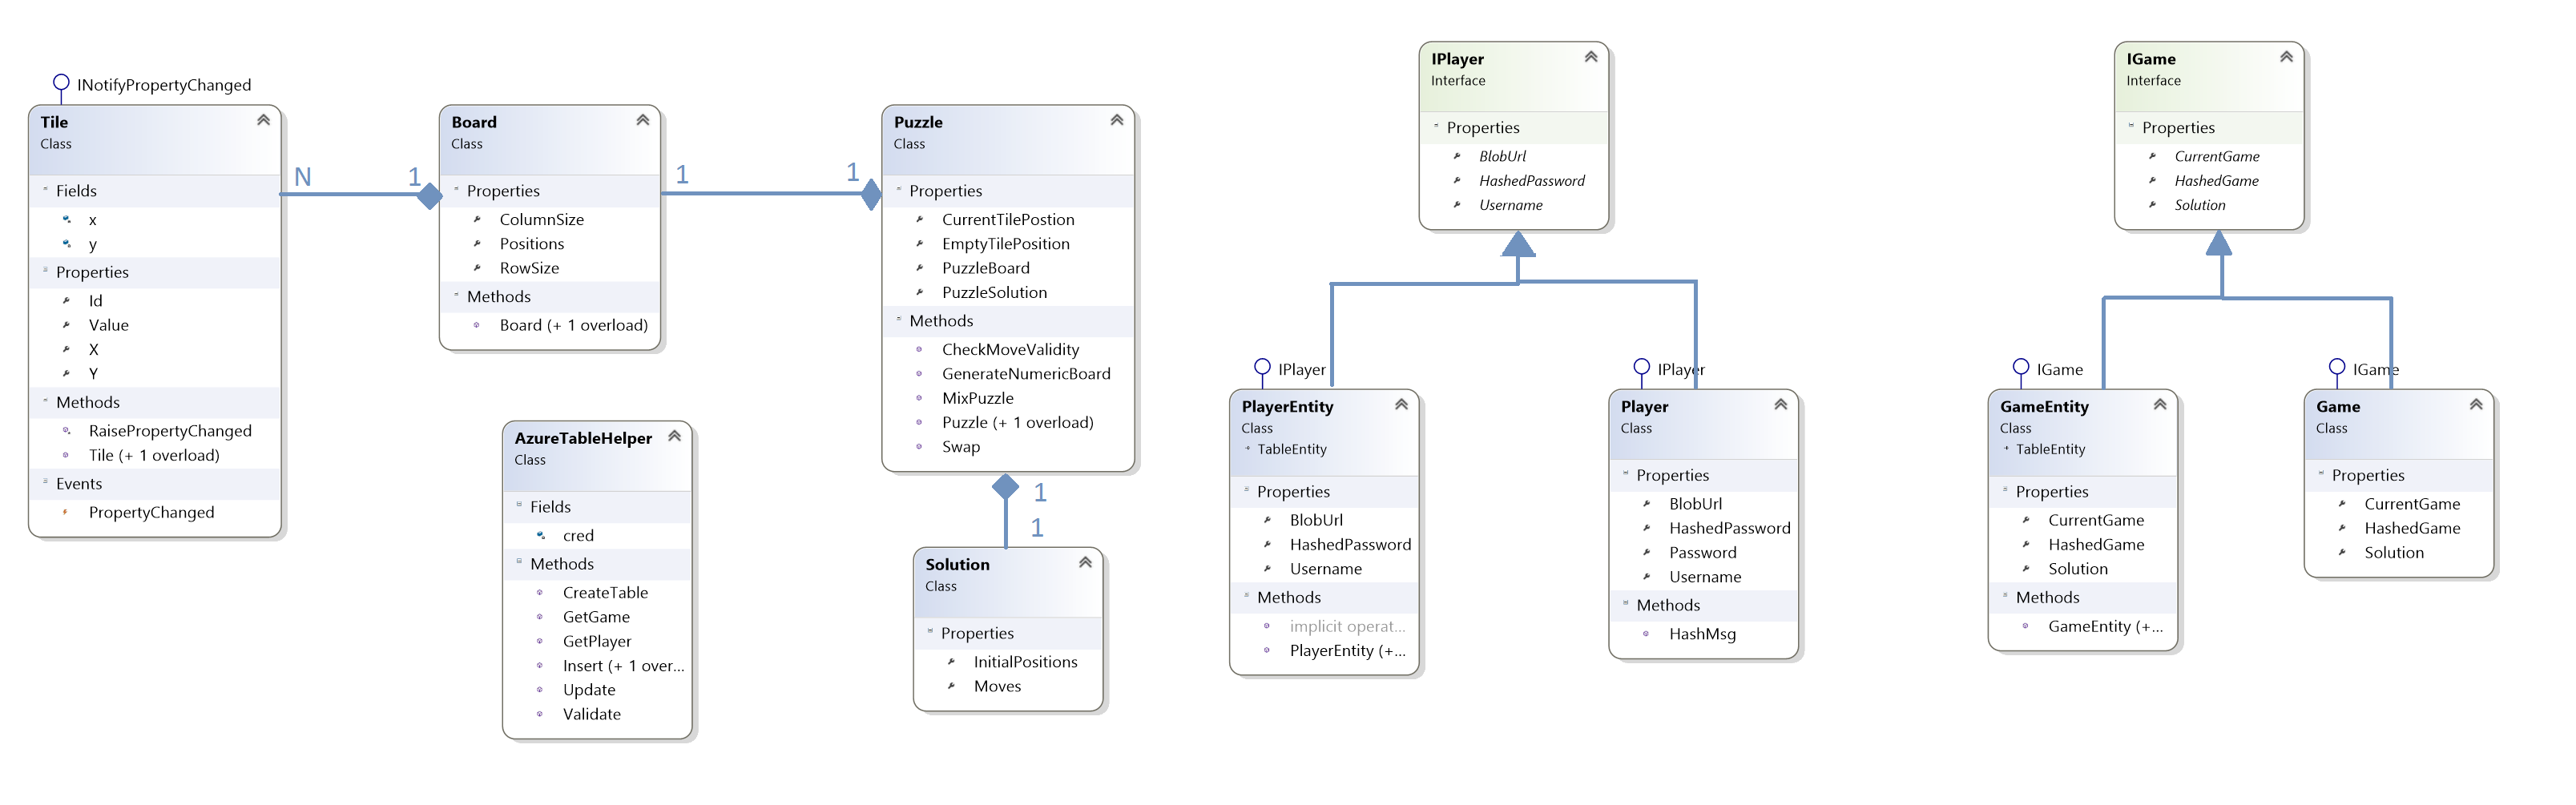 INotifyPropertyChanged
Tile
Class
Fields
x
y
Properties
Id
Value
X
Y
Methods
RaisePropertyChanged
Tile (+ 1 overload)
Events
PropertyChanged
N
1
Board
Class
Properties
ColumnSize
Positions
RowSize
Methods
Board (+ 1 overload)
1
1
Puzzle
Class
Properties
CurrentTilePostion
EmptyTilePosition
PuzzleBoard
PuzzleSolution
Methods
CheckMoveValidity
GenerateNumericBoard
MixPuzzle
Puzzle (+ 1 overload)
Swap
1
1
AzureTableHelper
Class
Fields
cred
Methods
CreateTable
GetGame
GetPlayer
Insert (+ 1 over...
Update
Validate
Solution
Class
Properties
InitialPositions
Moves
IPlayer
Interface
Properties
BlobUrl
HashedPassword
Username
IPlayer
PlayerEntity
Class
TableEntity
Properties
BlobUrl
HashedPassword
Username
Methods
implicit operat...
PlayerEntity (+...
IPlayer
Player
Class
Properties
BlobUrl
HashedPassword
Password
Username
Methods
HashMsg
IGame
Interface
Properties
CurrentGame
HashedGame
Solution
IGame
GameEntity
Class
TableEntity
Properties
CurrentGame
HashedGame
Solution
Methods
GameEntity (+...
IGame
Game
Class
Properties
CurrentGame
HashedGame
Solution